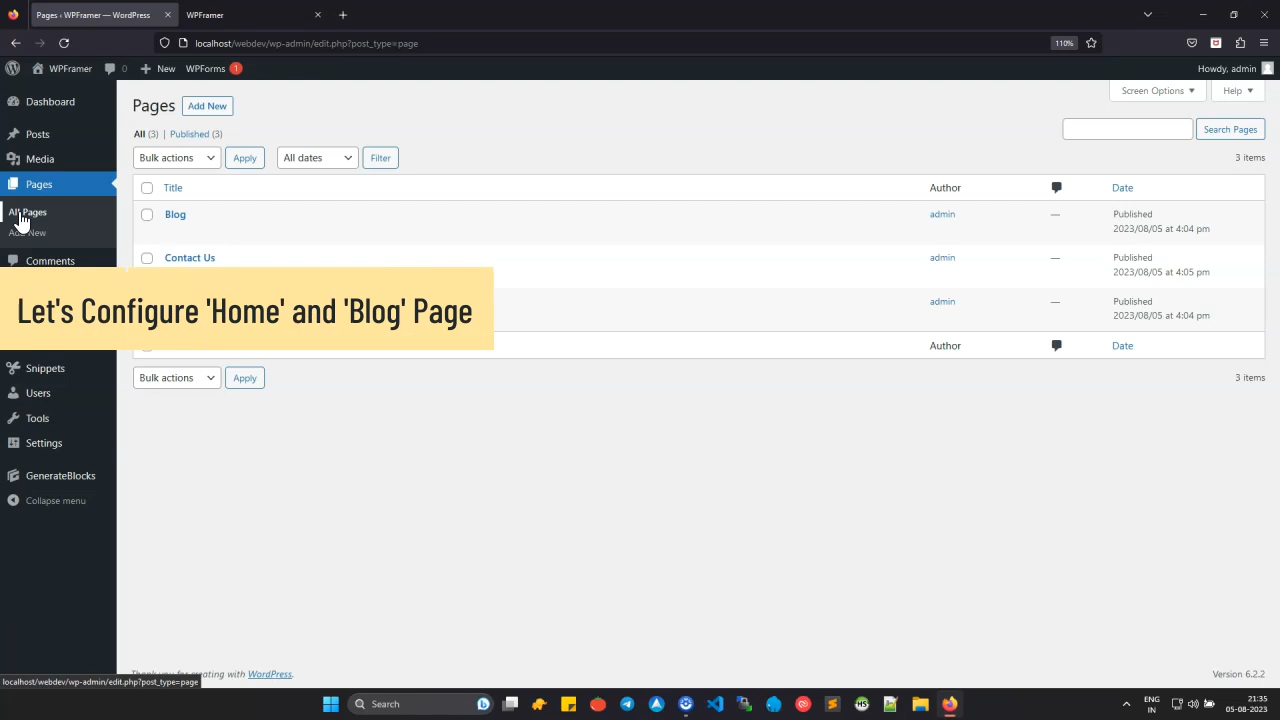 Pages ‹ WPFramer — WordPress
WPFramer
localhost/webdev/wp-admin/edit.php?post_type=page
110%
WPFramer
0
New
WPForms 1
Howdy, admin
Dashboard
Posts
Media
Pages
All Pages
Add New
Comments
Snippets
Users
Tools
Settings
GenerateBlocks
Collapse menu
Pages
Add New
Screen Options
Help
All (3) | Published (3)
Search Pages
Bulk actions
Apply
All dates
Filter
3 items
Title
Author
Date
Blog
admin
—
Published
2023/08/05 at 4:04 pm
Contact Us
admin
—
Published
2023/08/05 at 4:05 pm
Let's Configure 'Home' and 'Blog' Page
admin
—
Published
2023/08/05 at 4:04 pm
Author
Date
Bulk actions
Apply
3 items
Thank you for creating with WordPress.
Version 6.2.2
localhost/webdev/wp-admin/edit.php?post_type=page
Search
ENG
IN
21:35
05-08-2023